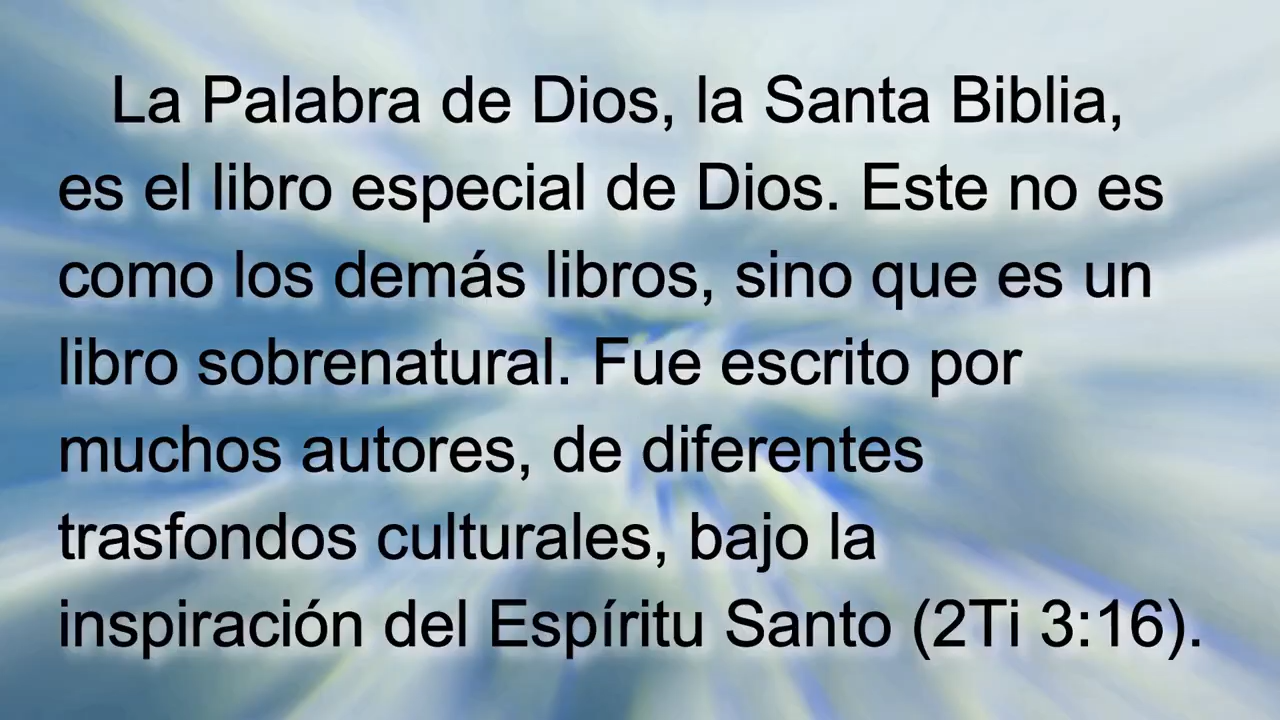 La Palabra de Dios, la Santa Biblia,
es el libro especial de Dios. Este no es
como los demás libros, sino que es un
libro sobrenatural. Fue escrito por
muchos autores, de diferentes
trasfondos culturales, bajo la
inspiración del Espíritu Santo (2Ti 3:16).